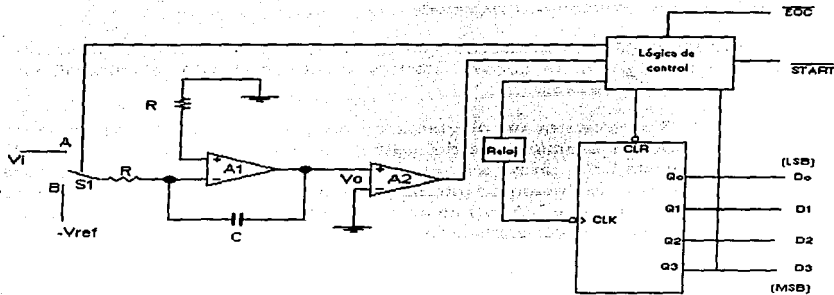 EOC
Lógica de control
START
R
A
Vi
S1
R
B
-Vref
A1
C
Vo
A2
Reloj
CLR
CLK
Qo
Q1
Q2
Q3
(LSB)
Do
D1
D2
D3
(MSB)